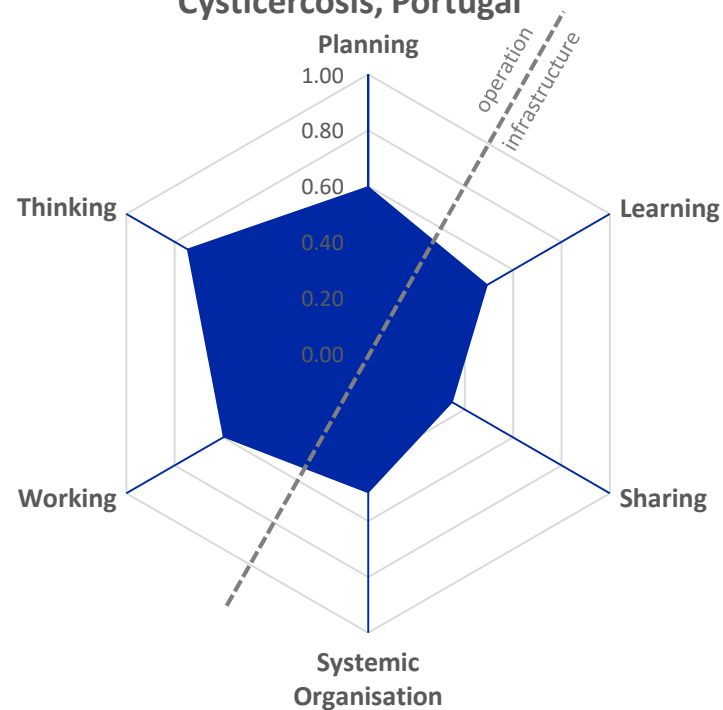 Cysticercosis, Portugal
Planning
operation
infrastructure
1.00
0.80
0.60
0.40
0.20
0.00
Thinking
Learning
Working
Sharing
Systemic
Organisation